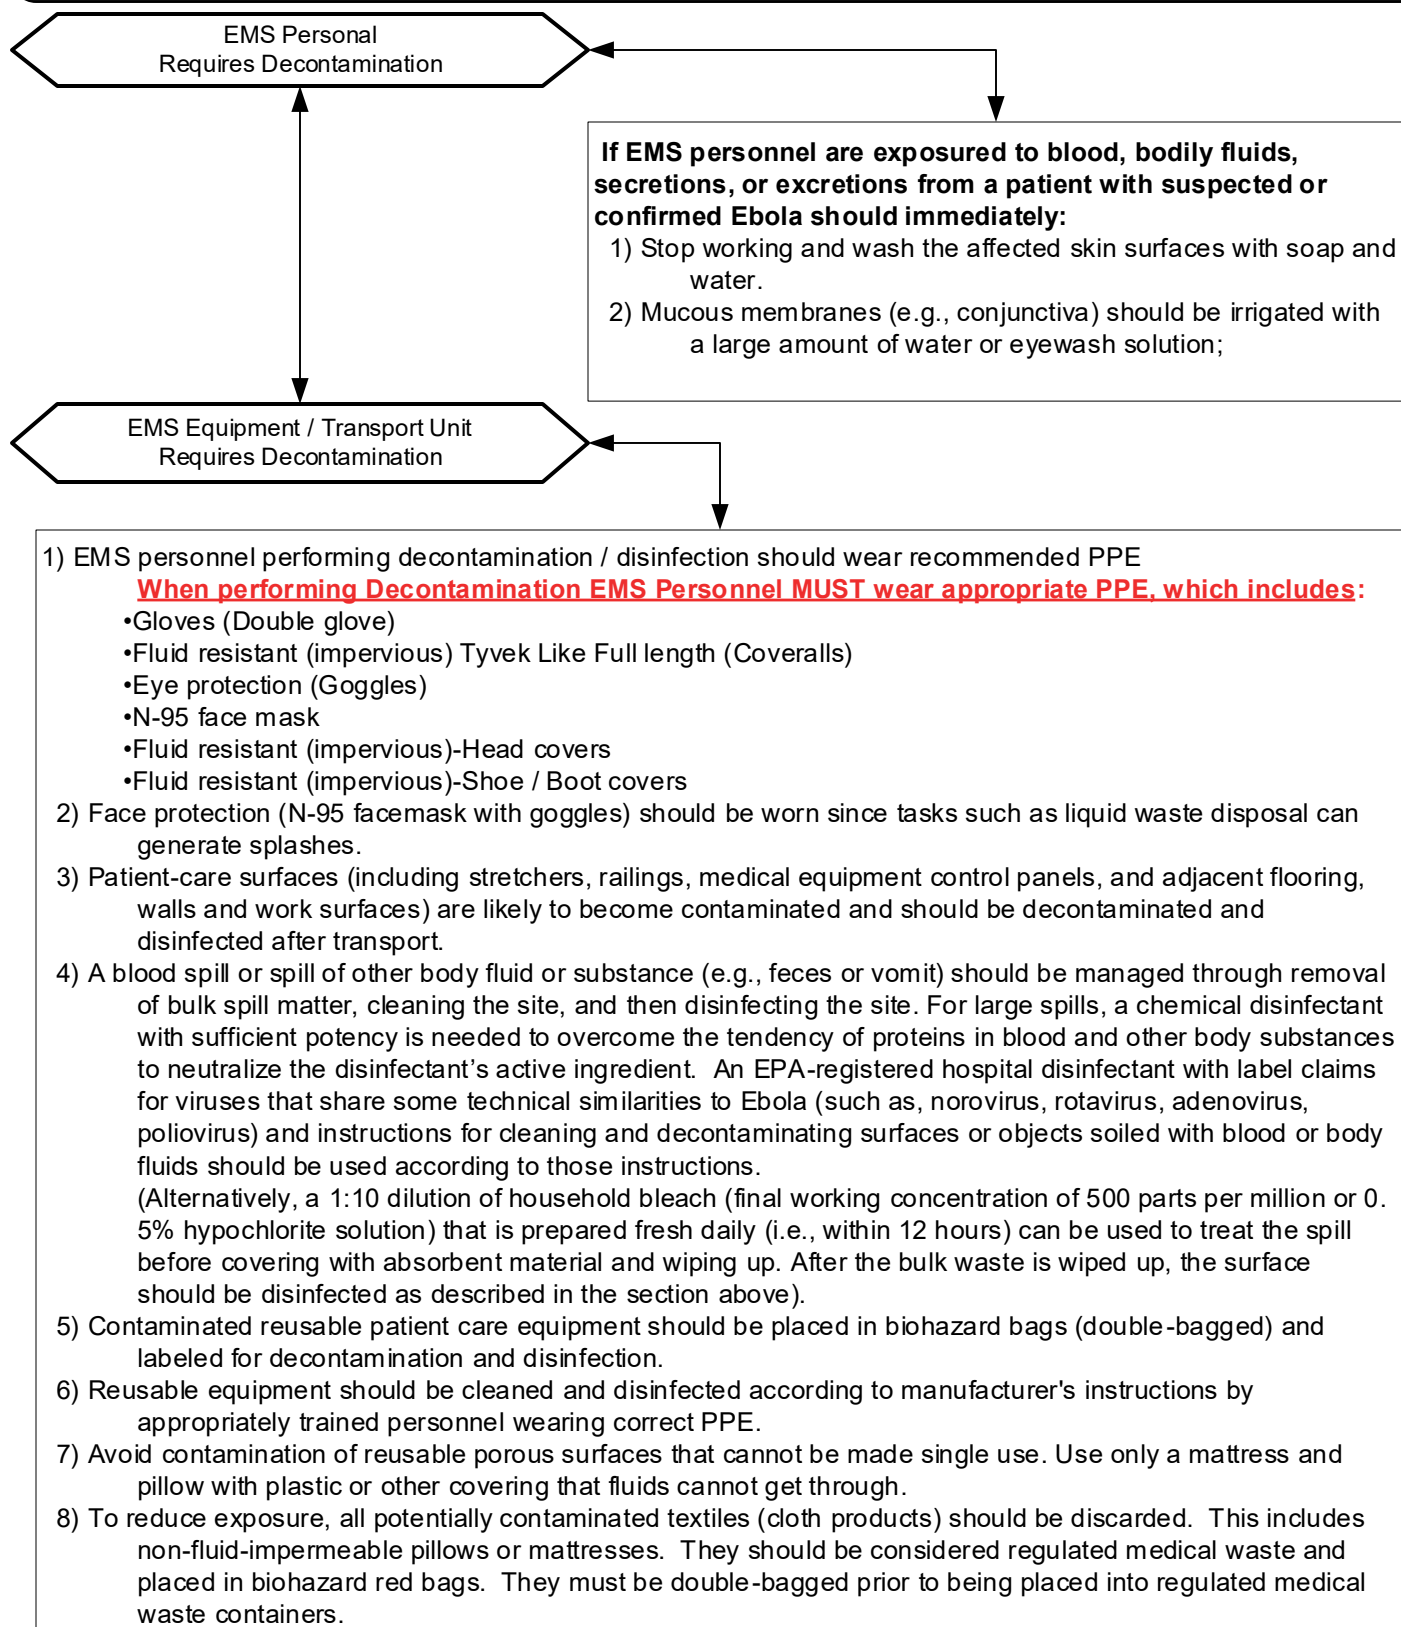 EMS Personal
Requires Decontamination
If EMS personnel are exposured to blood, bodily fluids,
secretions, or excretions from a patient with suspected or
confirmed Ebola should immediately:
1) Stop working and wash the affected skin surfaces with soap and
water.
2) Mucous membranes (e.g., conjunctiva) should be irrigated with
a large amount of water or eyewash solution;
EMS Equipment / Transport Unit
Requires Decontamination
1) EMS personnel performing decontamination / disinfection should wear recommended PPE
When performing Decontamination EMS Personnel MUST wear appropriate PPE, which includes:
•Gloves (Double glove)
•Fluid resistant (impervious) Tyvek Like Full length (Coveralls)
•Eye protection (Goggles)
•N-95 face mask
•Fluid resistant (impervious)-Head covers
•Fluid resistant (impervious)-Shoe / Boot covers
2) Face protection (N-95 facemask with goggles) should be worn since tasks such as liquid waste disposal can
generate splashes.
3) Patient-care surfaces (including stretchers, railings, medical equipment control panels, and adjacent flooring,
walls and work surfaces) are likely to become contaminated and should be decontaminated and
disinfected after transport.
4) A blood spill or spill of other body fluid or substance (e.g., feces or vomit) should be managed through removal
of bulk spill matter, cleaning the site, and then disinfecting the site. For large spills, a chemical disinfectant
with sufficient potency is needed to overcome the tendency of proteins in blood and other body substances
to neutralize the disinfectant’s active ingredient.  An EPA-registered hospital disinfectant with label claims
for viruses that share some technical similarities to Ebola (such as, norovirus, rotavirus, adenovirus,
poliovirus) and instructions for cleaning and decontaminating surfaces or objects soiled with blood or body
fluids should be used according to those instructions.
(Alternatively, a 1:10 dilution of household bleach (final working concentration of 500 parts per million or 0.
5% hypochlorite solution) that is prepared fresh daily (i.e., within 12 hours) can be used to treat the spill
before covering with absorbent material and wiping up. After the bulk waste is wiped up, the surface
should be disinfected as described in the section above).
5) Contaminated reusable patient care equipment should be placed in biohazard bags (double-bagged) and
labeled for decontamination and disinfection.
6) Reusable equipment should be cleaned and disinfected according to manufacturer's instructions by
appropriately trained personnel wearing correct PPE.
7) Avoid contamination of reusable porous surfaces that cannot be made single use. Use only a mattress and
pillow with plastic or other covering that fluids cannot get through.
8) To reduce exposure, all potentially contaminated textiles (cloth products) should be discarded.  This includes
non-fluid-impermeable pillows or mattresses.  They should be considered regulated medical waste and
placed in biohazard red bags.  They must be double-bagged prior to being placed into regulated medical
waste containers.